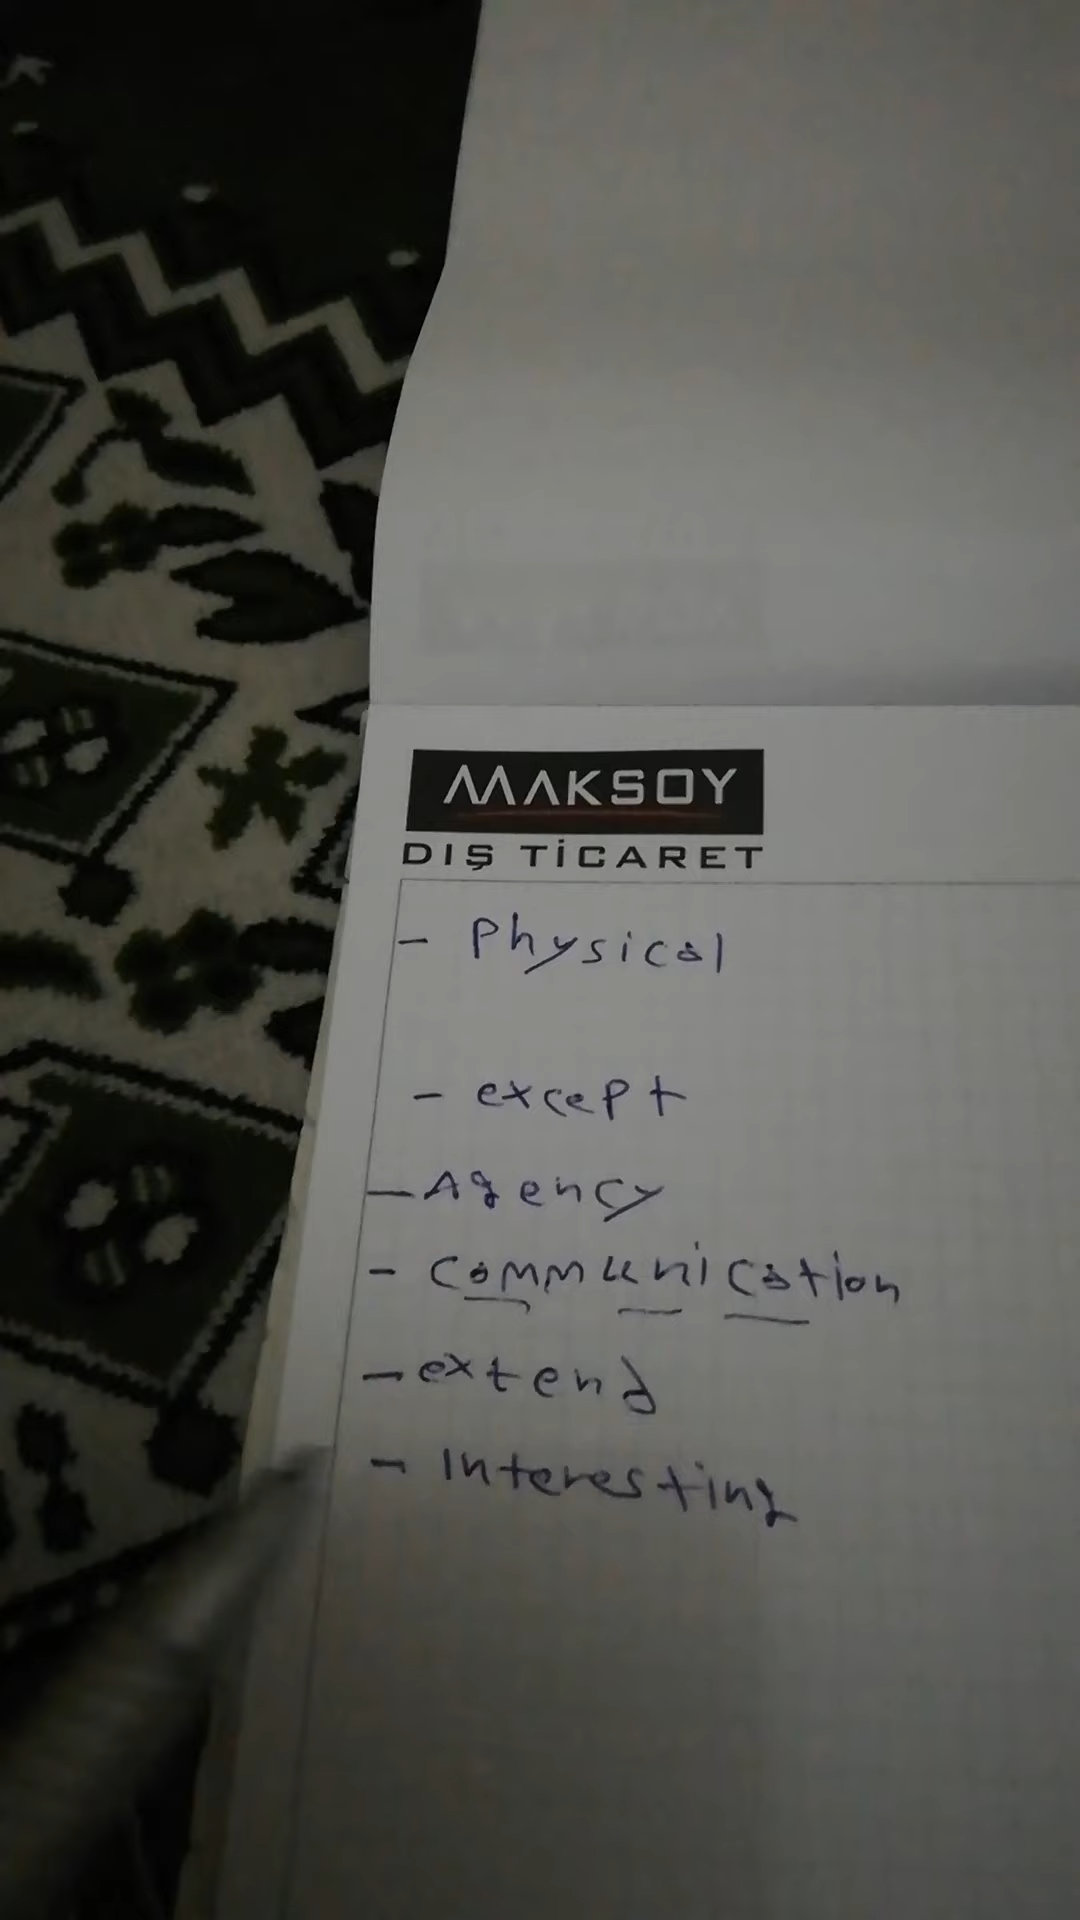 MAKSOY
DIŞ TİCARET
- Physical
- except
- Agency
- Communication
- extend
- Interesting